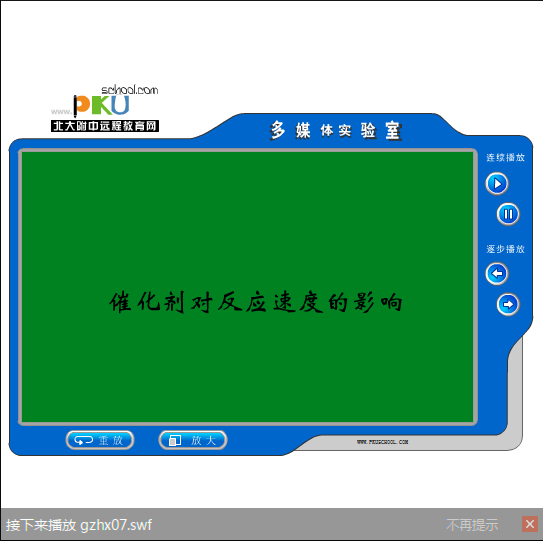 school.com
www.PKU
北大附中远程教育网
多媒体实验室
连续播放
逐步播放
催化剂对反应速度的影响
重放
放大
WWW.PKUSCHOOL.COM
接下来播放 gzhx07.swf
不再提示